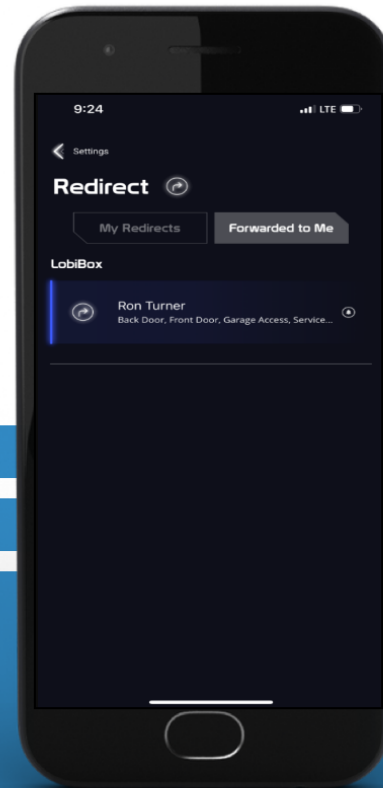 9:24
LTE
Settings
Redirect
My Redirects
Forwarded to Me
LobiBox
Ron Turner
Back Door, Front Door, Garage Access, Service...